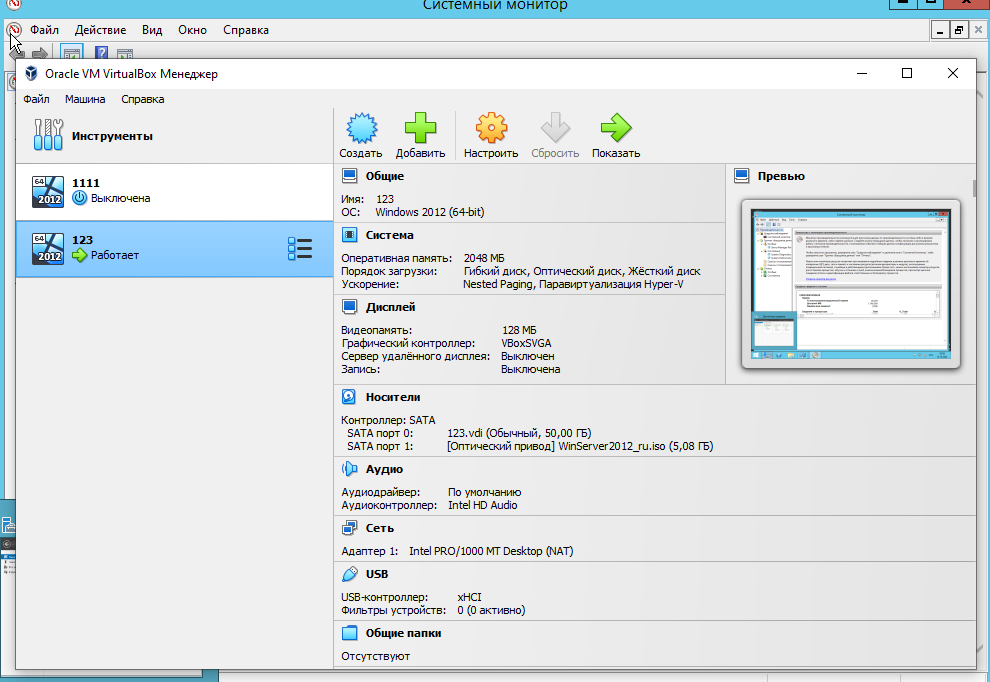 Системный монитор
Файл Действие Вид Окно Справка
Oracle VM VirtualBox Менеджер
Файл Машина Справка
Инструменты
Создать Добавить Настроить Сбросить Показать
64
2012
1111
Выключена
64
2012
123
Работает
Общие
Имя: 123
ОС: Windows 2012 (64-bit)
Система
Оперативная память: 2048 МБ
Порядок загрузки: Гибкий диск, Оптический диск, Жёсткий диск
Ускорение: Nested Paging, Паравиртуализация Hyper-V
Дисплей
Видеопамять: 128 МБ
Графический контроллер: VBoxSVGA
Сервер удалённого дисплея: Выключен
Запись: Выключена
Превью
Носители
Контроллер: SATA
SATA порт 0: 123.vdi (Обычный, 50,00 ГБ)
SATA порт 1: [Оптический привод] WinServer2012_ru.iso (5,08 ГБ)
Аудио
Аудиодрайвер: По умолчанию
Аудиоконтроллер: Intel HD Audio
Сеть
Адаптер 1: Intel PRO/1000 MT Desktop (NAT)
USB
USB-контроллер: xHCI
Фильтры устройств: 0 (0 активно)
Общие папки
Отсутствуют